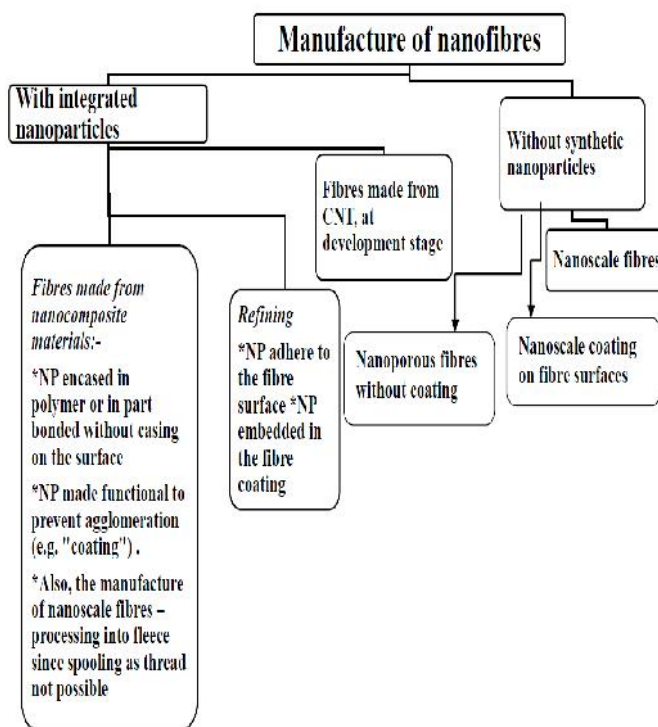 Manufacture of nanofibres
With integrated
nanoparticles
Without synthetic
nanoparticles
Fibres made from
CNT, at
development stage
Nanoscale fibres
Fibres made from
nanocomposite
materials:-
*NP encased in
polymer or in part
bonded without casing
on the surface
*NP made functional to
prevent agglomeration
(e.g. "coating") .
*Also, the manufacture
of nanoscale fibres –
processing into fleece
since spooling as thread
not possible
Refining
*NP adhere to
the fibre
surface *NP
embedded in
the fibre
coating
Nanoporous fibres
without coating
Nanoscale coating
on fibre surfaces